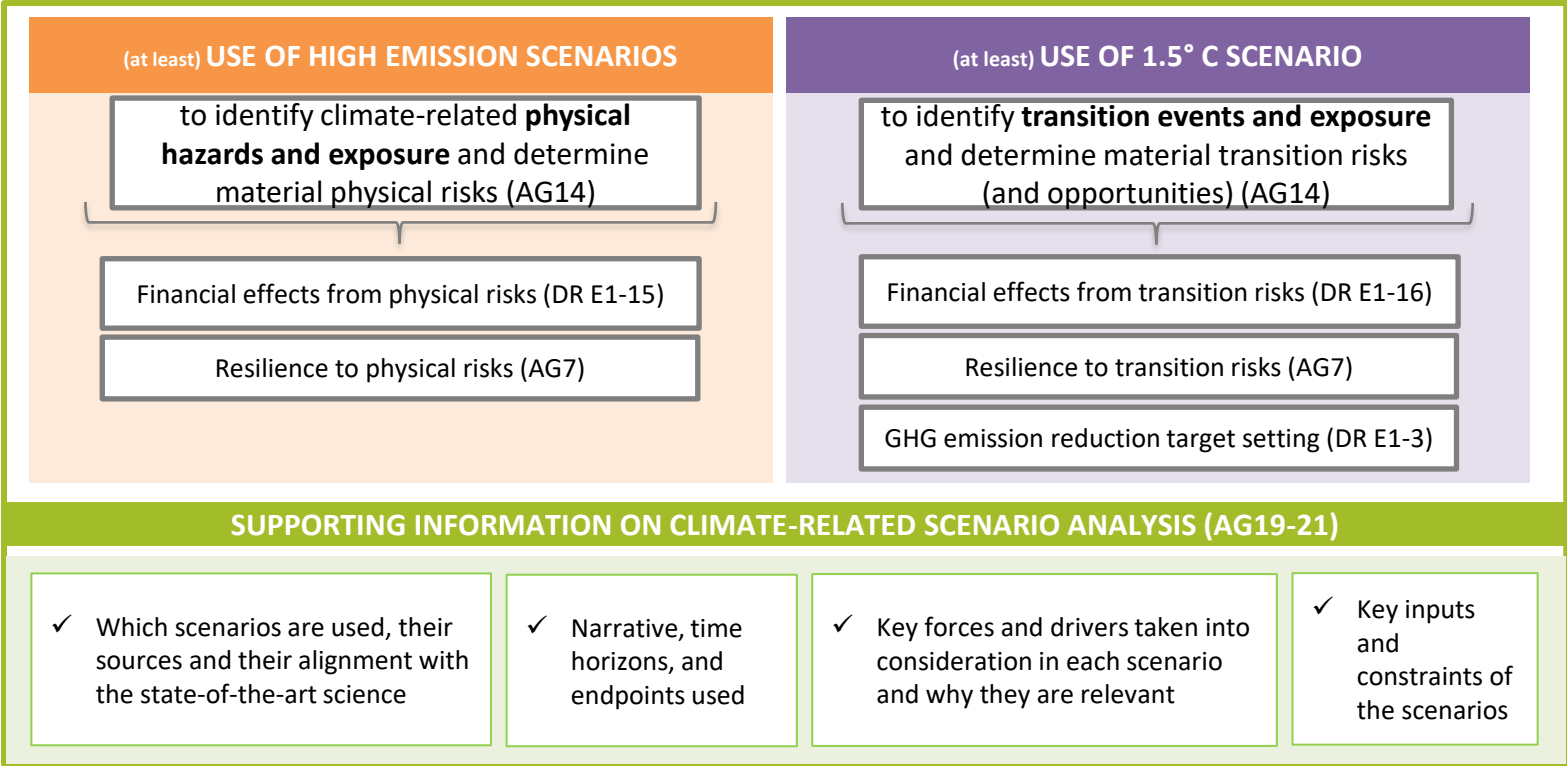 (at least) USE OF HIGH EMISSION SCENARIOS
to identify climate-related physical
hazards and exposure and determine
material physical risks (AG14)
Financial effects from physical risks (DR E1-15)
Resilience to physical risks (AG7)
(at least) USE OF 1.5° C SCENARIO
to identify transition events and exposure
and determine material transition risks
(and opportunities) (AG14)
Financial effects from transition risks (DR E1-16)
Resilience to transition risks (AG7)
GHG emission reduction target setting (DR E1-3)
SUPPORTING INFORMATION ON CLIMATE-RELATED SCENARIO ANALYSIS (AG19-21)
✓ Which scenarios are used, their
sources and their alignment with
the state-of-the-art science
✓ Narrative, time
horizons, and
endpoints used
✓ Key forces and drivers taken into
consideration in each scenario
and why they are relevant
✓ Key inputs
and
constraints of
the scenarios